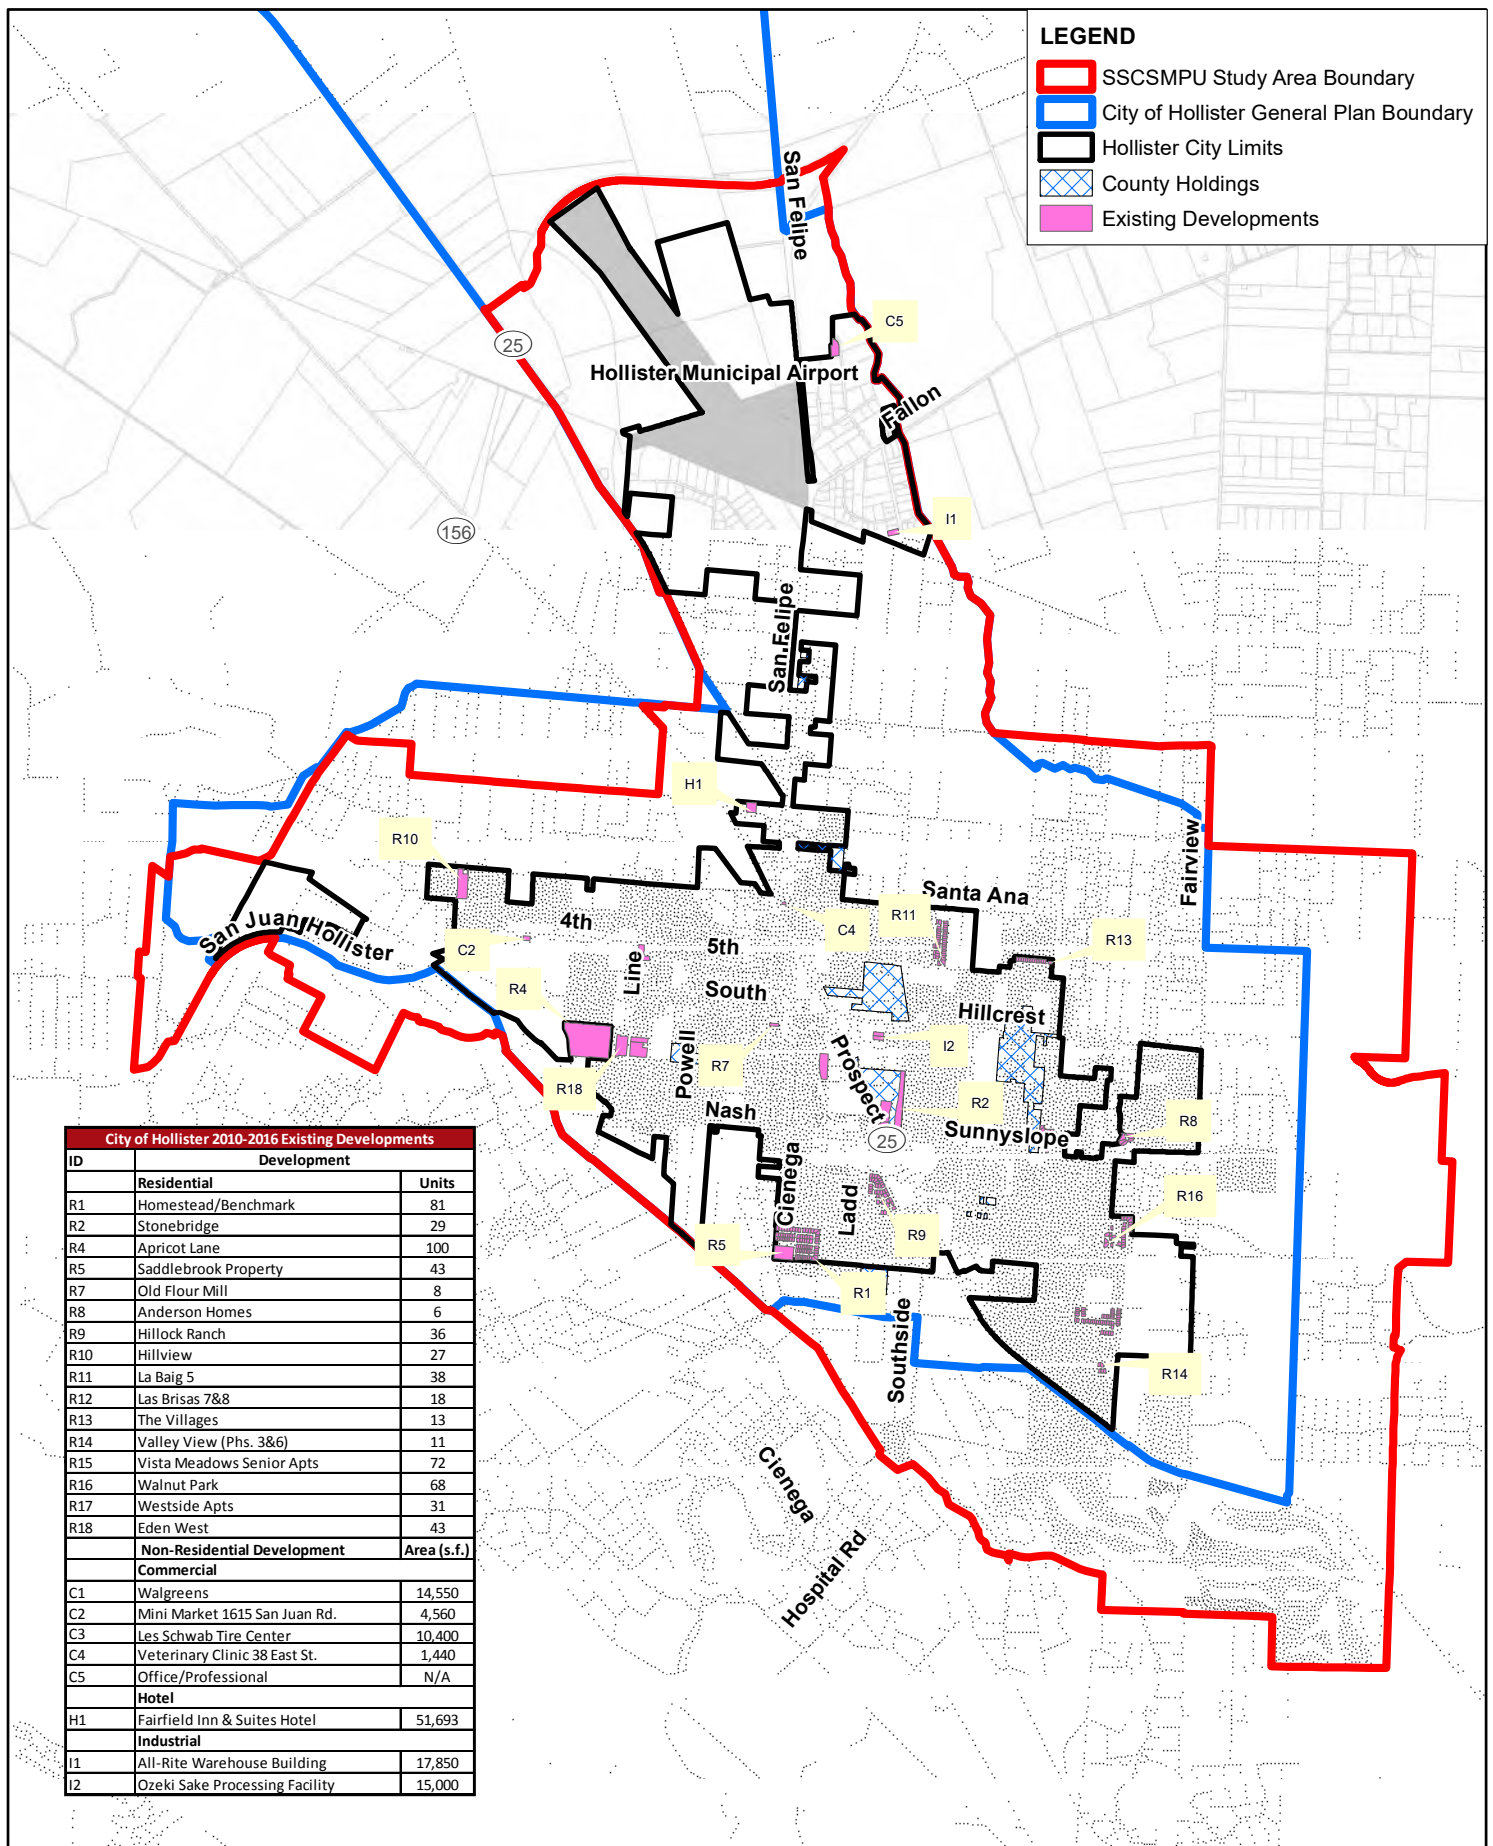 LEGEND
SSCSMPU Study Area Boundary
City of Hollister General Plan Boundary
Hollister City Limits
County Holdings
Existing Developments
San Felipe
C5
25
Hollister Municipal Airport
Fallon
I1
156
San Felipe
H1
R10
Fairview
Santa Ana
R11
4th
C4
San Juan/Hollister
C2
5th
R13
Line
R4
South
Hillcrest
I2
Powell
R7
Prospect
R18
R2
Nash
Sunnyslope
R8
25
Cienega
R16
Ladd
R5
R9
R1
Southside
R14
Cienega
Hospital Rd
City of Hollister 2010-2016 Existing Developments
ID Development
Residential Units
R1 Homestead/Benchmark 81
R2 Stonebridge 29
R4 Apricot Lane 100
R5 Saddlebrook Property 43
R7 Old Flour Mill 8
R8 Anderson Homes 6
R9 Hillock Ranch 36
R10 Hillview 27
R11 La Baig 5 38
R12 Las Brisas 7&8 18
R13 The Villages 13
R14 Valley View (Phs. 3&6) 11
R15 Vista Meadows Senior Apts 72
R16 Walnut Park 68
R17 Westside Apts 31
R18 Eden West 43
Non-Residential Development Area (s.f.)
Commercial
C1 Walgreens 14,550
C2 Mini Market 1615 San Juan Rd. 4,560
C3 Les Schwab Tire Center 10,400
C4 Veterinary Clinic 38 East St. 1,440
C5 Office/Professional N/A
Hotel
H1 Fairfield Inn & Suites Hotel 51,693
Industrial
I1 All-Rite Warehouse Building 17,850
I2 Ozeki Sake Processing Facility 15,000